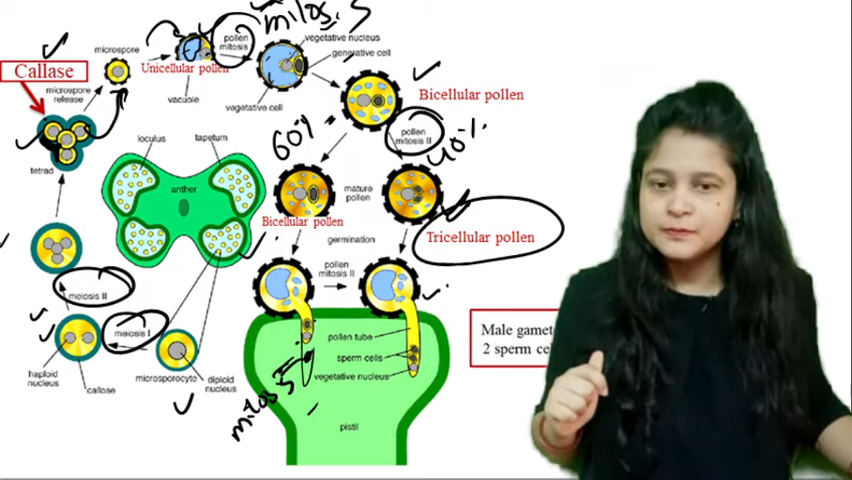 mitosis
microspore
pollen
mitosis
vegetative nucleus
generative cell
Callase
Unicellular pollen
microspore
release
vacuole
vegetative cell
Bicellular pollen
60%
pollen
mitosis II
40%
loculus
tapetum
tetrad
anther
mature
pollen
Bicellular pollen
Tricellular pollen
germination
pollen
mitosis II
meiosis II
meiosis I
pollen tube
sperm cells
vegetative nucleus
Male gamet
2 sperm ce
haploid
nucleus
callose
microsporocyte
diploid
nucleus
mitosis
pistil